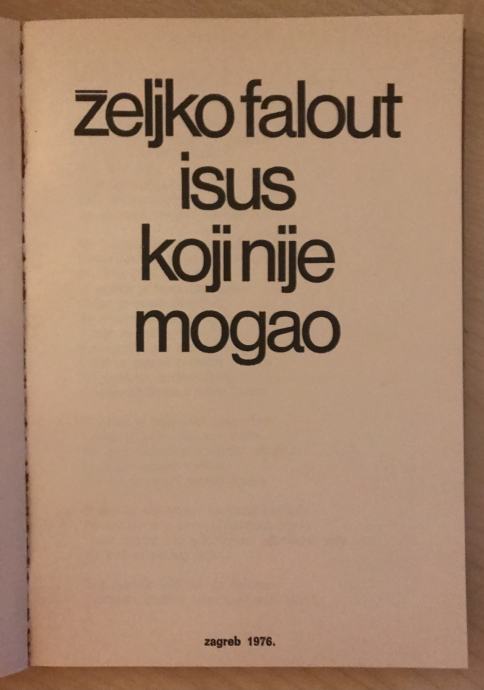 željko falout
isus
koji nije
mogao
zagreb 1976.